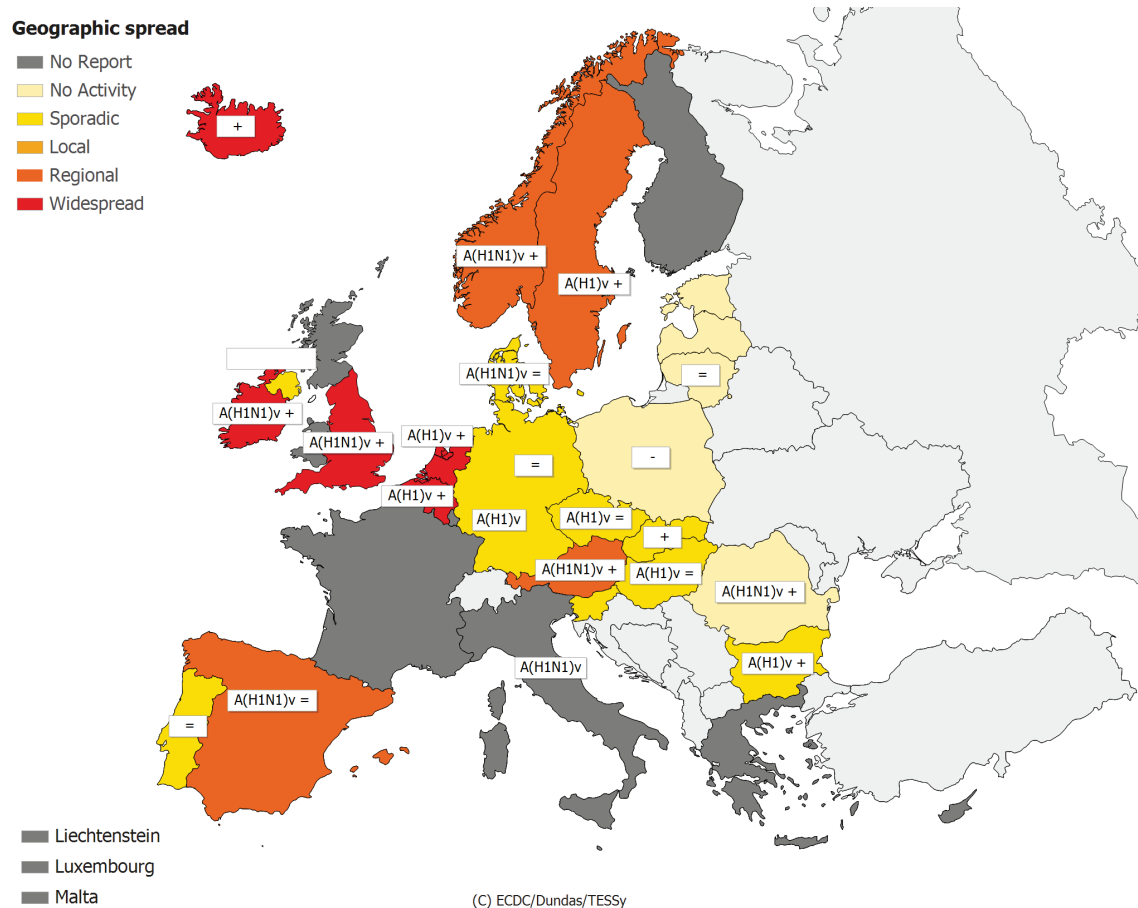 Geographic spread
No Report
No Activity
Sporadic
Local
Regional
Widespread
+
A(H1N1)v +
A(H1)v +
A(H1N1)v =
=
A(H1N1)v +
A(H1N1)v +
A(H1)v +
=
-
A(H1)v +
A(H1)v
A(H1)v =
+
A(H1N1)v +
A(H1)v =
A(H1N1)v +
A(H1N1)v
A(H1)v +
A(H1N1)v =
=
Liechtenstein
Luxembourg
Malta
(C) ECDC/Dundas/TESSy